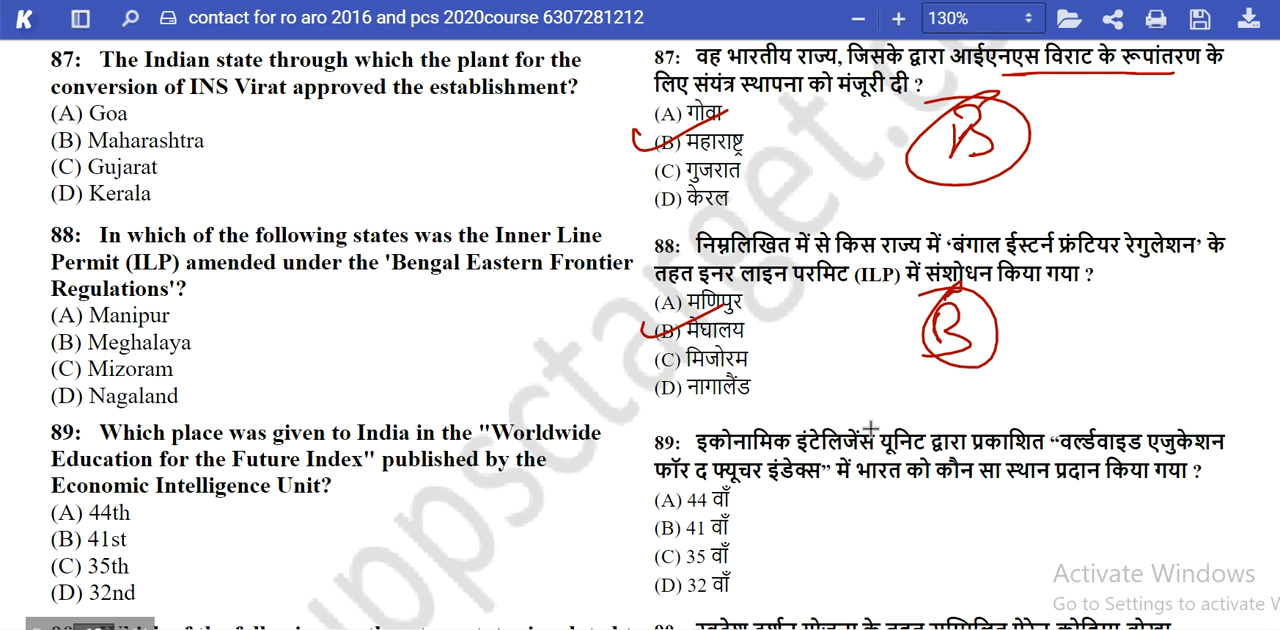 contact for ro aro 2016 and pcs 2020course 6307281212
130%
87: The Indian state through which the plant for the
conversion of INS Virat approved the establishment?
(A) Goa
(B) Maharashtra
(C) Gujarat
(D) Kerala
88: In which of the following states was the Inner Line
Permit (ILP) amended under the 'Bengal Eastern Frontier
Regulations'?
(A) Manipur
(B) Meghalaya
(C) Mizoram
(D) Nagaland
89: Which place was given to India in the "Worldwide
Education for the Future Index" published by the
Economic Intelligence Unit?
(A) 44th
(B) 41st
(C) 35th
(D) 32nd
87: वह भारतीय राज्य, जिसके द्वारा आईएनएस विराट के रूपांतरण के
लिए संयंत्र स्थापना को मंजूरी दी ?
(A) गोवा
(B) महाराष्ट्र
(C) गुजरात
(D) केरल
B
88: निम्नलिखित में से किस राज्य में ‘बंगाल ईस्टर्न फ्रंटियर रेगुलेशन’ के
तहत इनर लाइन परमिट (ILP) में संशोधन किया गया ?
(A) मणिपुर
(B) मेघालय
(C) मिजोरम
(D) नागालैंड
B
89: इकोनामिक इंटेलिजेंस यूनिट द्वारा प्रकाशित “वर्ल्डवाइड एजुकेशन
फॉर द फ्यूचर इंडेक्स” में भारत को कौन सा स्थान प्रदान किया गया ?
(A) 44 वाँ
(B) 41 वाँ
(C) 35 वाँ
(D) 32 वाँ
Activate Windows
Go to Settings to activate W
uppsctarget.c